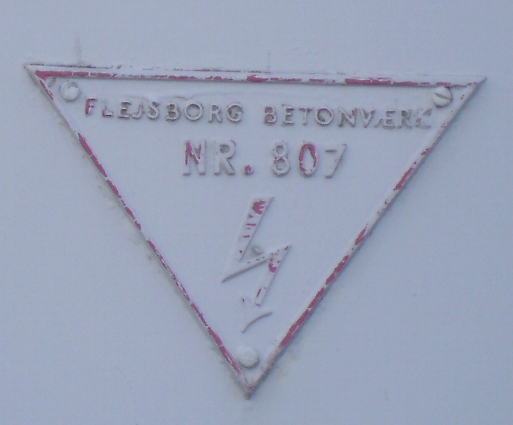 FLEJSBORG BETONVÆRK
NR. 807